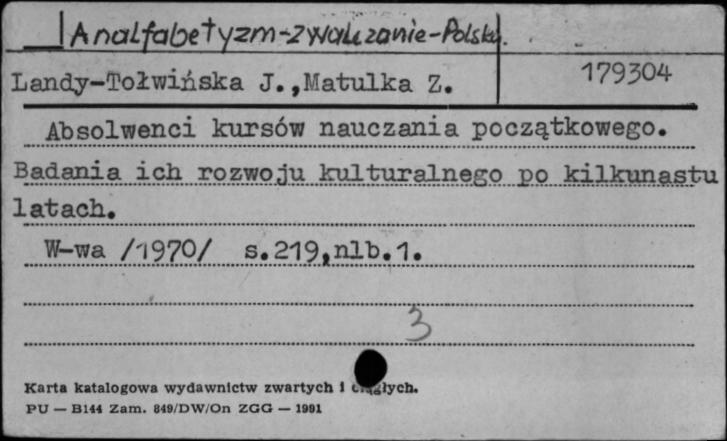 Analfabetyzm-zwalczanie-Polska.
Landy-Tołwińska J.,Matulka Z.
179304
Absolwenci kursów nauczania początkowego.
Badania ich rozwoju kulturalnego po kilkunastu
latach.
W-wa /1970/ s.219,nlb.1.
3
Karta katalogowa wydawnictw zwartych i ciągłych.
PU — B144 Zam. 849/DW/On ZGG — 1991